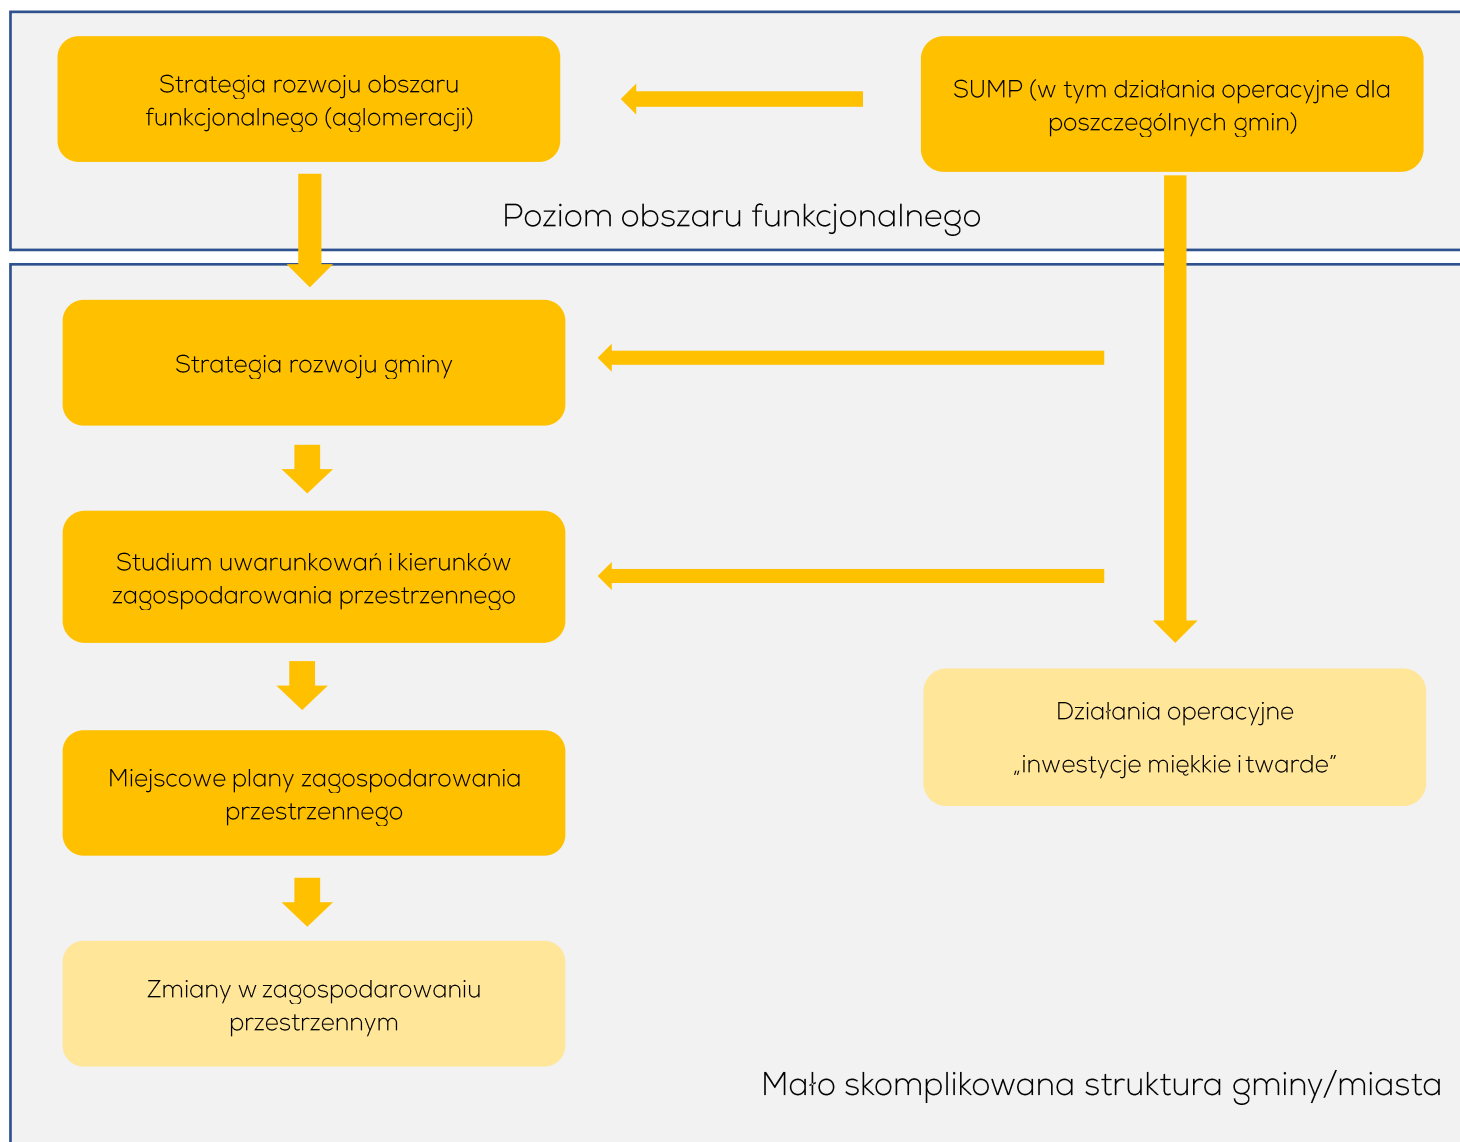 Strategia rozwoju obszaru
funkcjonalnego (aglomeracji)
SUMP (w tym działania operacyjne dla
poszczególnych gmin)
Poziom obszaru funkcjonalnego
Strategia rozwoju gminy
Studium uwarunkowań i kierunków
zagospodarowania przestrzennego
Działania operacyjne
„inwestycje miękkie i twarde”
Miejscowe plany zagospodarowania
przestrzennego
Zmiany w zagospodarowaniu
przestrzennym
Mało skomplikowana struktura gminy/miasta